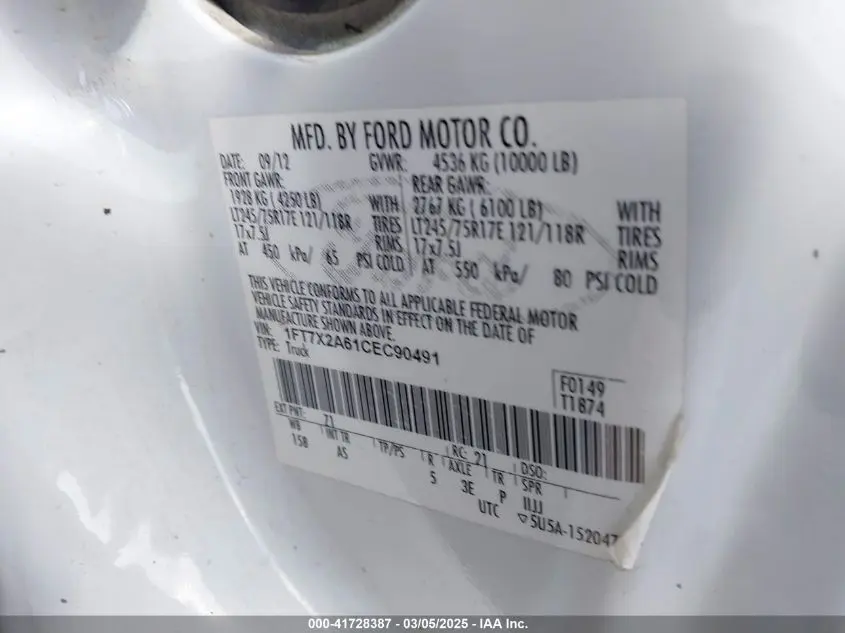 MFD. BY FORD MOTOR CO.
DATE: 09/12 GVWR: 4536 KG (10000 LB)
FRONT GAWR: REAR GAWR:
1928 KG ( 4250 LB) WITH 2767 KG ( 6100 LB) WITH
LT245/75R17E 121/118R TIRES LT245/75R17E 121/118R TIRES
17x7.5J RIMS 17x7.5J RIMS
AT 450 kPa/ 65 PSI COLD AT 550 kPa/ 80 PSI COLD
THIS VEHICLE CONFORMS TO ALL APPLICABLE FEDERAL MOTOR
VEHICLE SAFETY STANDARDS IN EFFECT ON THE DATE OF
MANUFACTURE SHOWN ABOVE.
VIN: 1FT7X2A61CEC90491
TYPE: Truck
F0149
T1874
EXT PNT: Z1 RC: 21 DSO:
WB INT TR TP/PS R AXLE TR SPR
158 AS 5 3E P IIJJ
UTC ▽5U5A-152047
000-41728387 - 03/05/2025 - IAA Inc.